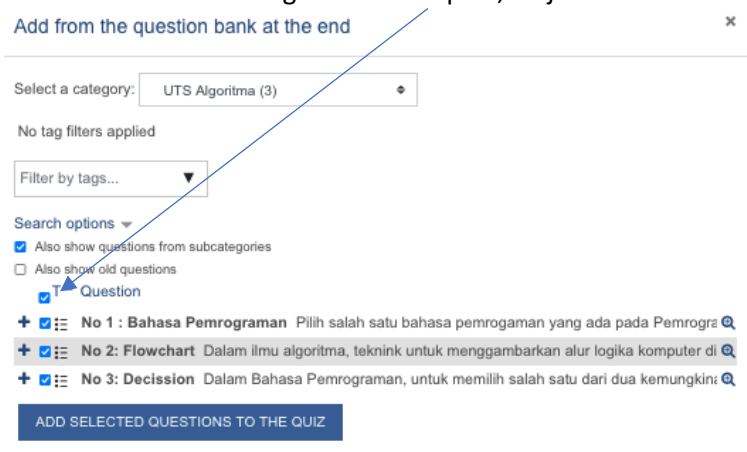 Add from the question bank at the end ×
Select a category: UTS Algoritma (3)
No tag filters applied
Filter by tags... ▼
Search options
Also show questions from subcategories
Also show old questions
T Question
No 1 : Bahasa Pemrograman Pilih salah satu bahasa pemrogaman yang ada pada Pemrogra
No 2: Flowchart Dalam ilmu algoritma, teknink untuk menggambarkan alur logika komputer di
No 3: Decission Dalam Bahasa Pemrograman, untuk memilih salah satu dari dua kemungkina
ADD SELECTED QUESTIONS TO THE QUIZ